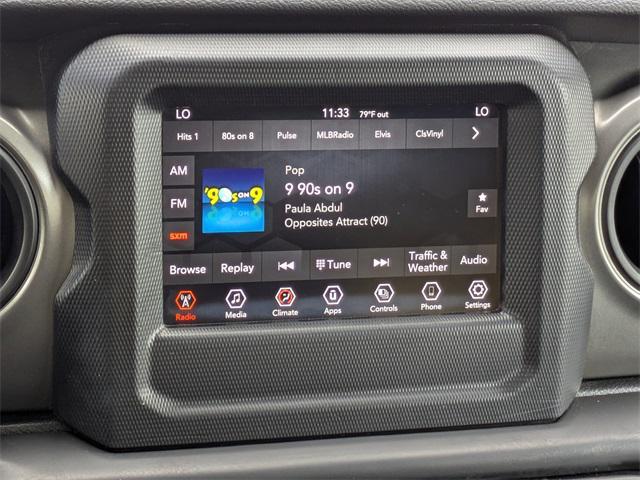 LO 11:33 79°F out LO
Hits 1 80s on 8 Pulse MLBRadio Elvis ClsVinyl
AM
FM
sxm
'90s ON 9
Pop
9 90s on 9
Paula Abdul
Opposites Attract (90)
Fav
Browse Replay Tune Traffic & Weather Audio
Radio Media Climate Apps Controls Phone Settings